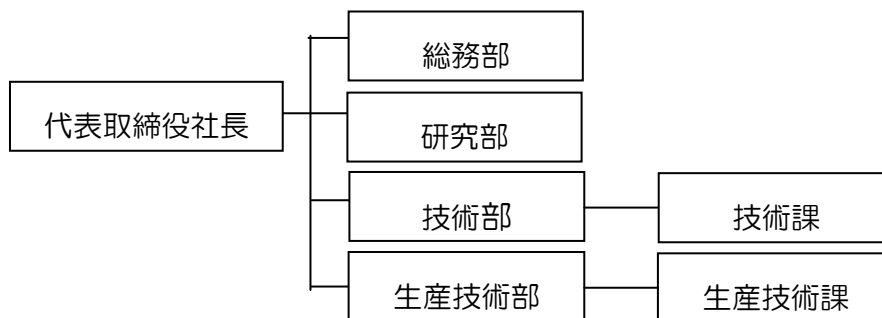 代表取締役社長
総務部
研究部
技術部
技術課
生産技術部
生産技術課